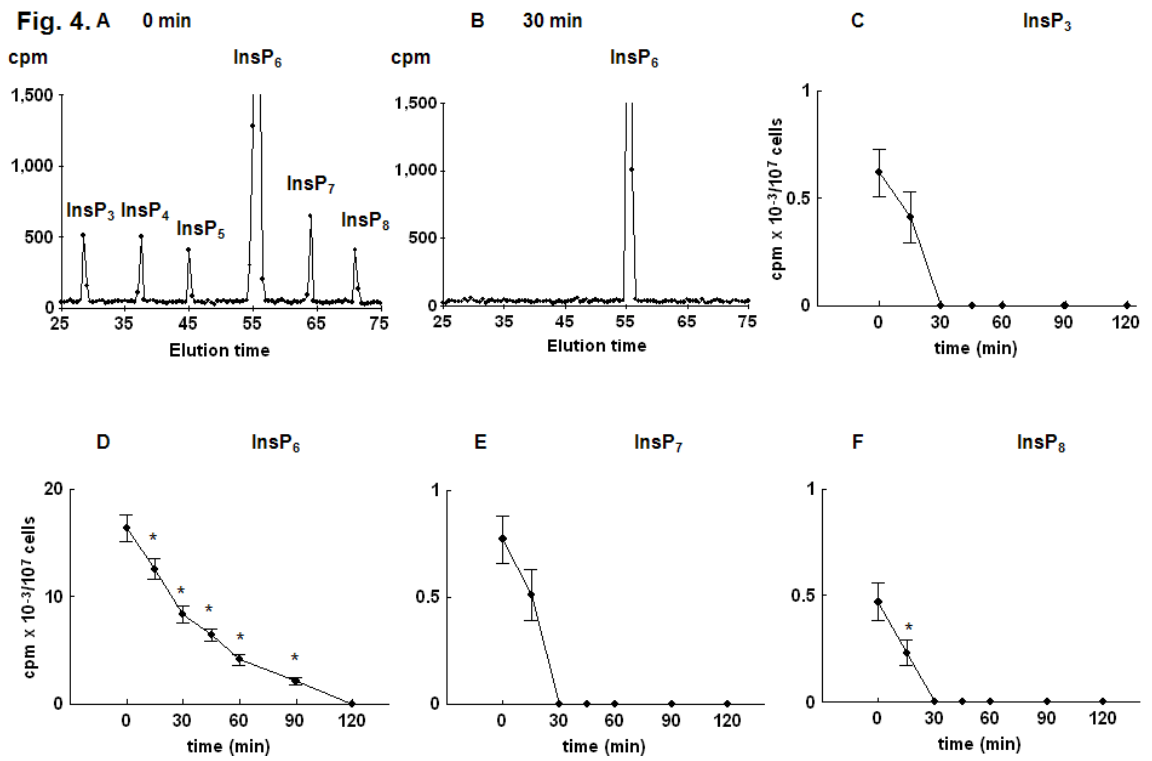 Fig. 4. A 0 min
cpm
InsP₆
1,500
1,000
500
0
InsP₃
InsP₄
InsP₅
InsP₇
InsP₈
25 35 45 55 65 75
Elution time
B 30 min
cpm
InsP₆
1,500
1,000
500
0
25 35 45 55 65 75
Elution time
C InsP₃
cpm x 10⁻³/10⁷ cells
1
0.5
0
0 30 60 90 120
time (min)
D InsP₆
cpm x 10⁻³/10⁷ cells
20
10
0
* * * * *
0 30 60 90 120
time (min)
E InsP₇
1
0.5
0
0 30 60 90 120
time (min)
F InsP₈
1
0.5
0
*
0 30 60 90 120
time (min)